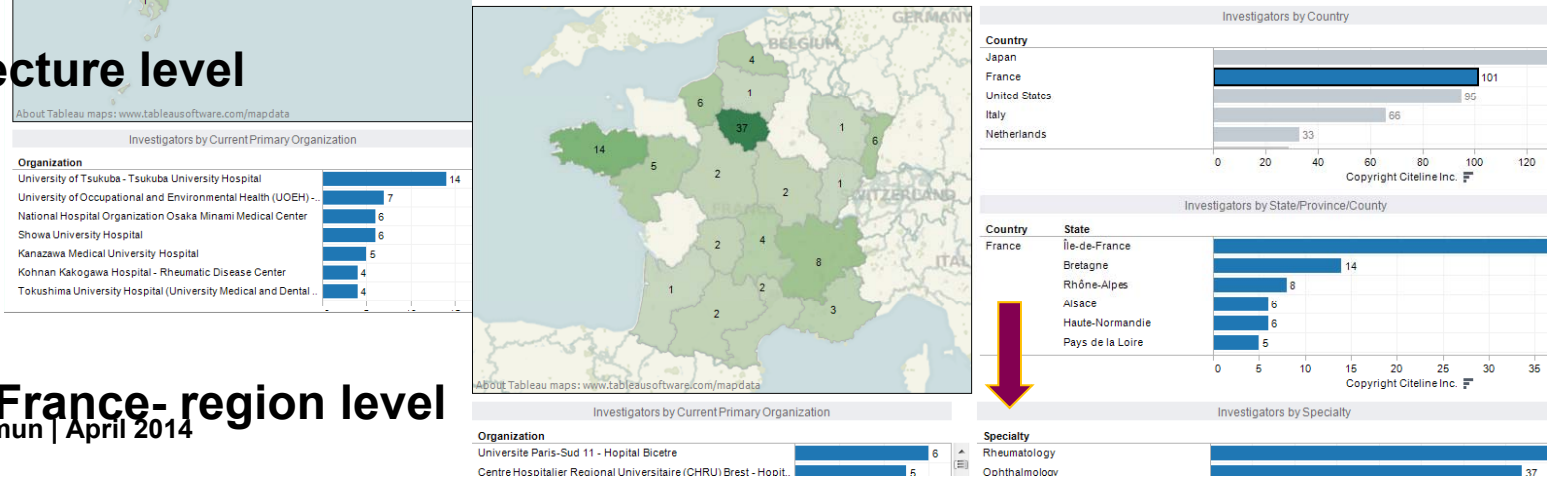 ecture level
About Tableau maps: www.tableausoftware.com/mapdata
Investigators by Current Primary Organization
Organization
University of Tsukuba - Tsukuba University Hospital 14
University of Occupational and Environmental Health (UOEH) -.. 7
National Hospital Organization Osaka Minami Medical Center 6
Showa University Hospital 6
Kanazawa Medical University Hospital 5
Kohnan Kakogawa Hospital - Rheumatic Disease Center 4
Tokushima University Hospital (University Medical and Dental .. 4
France- region level
mun | April 2014
GERMANY
BELGIUM
4
1
6
37
1
6
14
5
2
2
1
SWITZERLAND
FRANCE
2
4
8
ITAL
1
2
2
3
About Tableau maps: www.tableausoftware.com/mapdata
Investigators by Current Primary Organization
Organization
Universite Paris-Sud 11 - Hopital Bicetre 6
Centre Hospitalier Regional Universitaire (CHRU) Brest - Hopit.. 5
Investigators by Country
Country
Japan
France 101
United States 95
Italy 66
Netherlands 33
0 20 40 60 80 100 120
Copyright Citeline Inc.
Investigators by State/Province/County
Country State
France Île-de-France
Bretagne 14
Rhône-Alpes 8
Alsace 6
Haute-Normandie 6
Pays de la Loire 5
0 5 10 15 20 25 30 35
Copyright Citeline Inc.
Investigators by Specialty
Specialty
Rheumatology
Ophthalmology 37